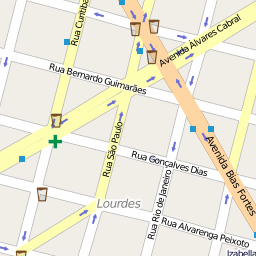 Rua Curitiba
Avenida Álvares Cabral
Rua Bernardo Guimarães
Rua São Paulo
Avenida Bias Fortes
Rua Gonçalves Dias
Rua Rio de Janeiro
Lourdes
Rua Alvarenga Peixoto
Izabella